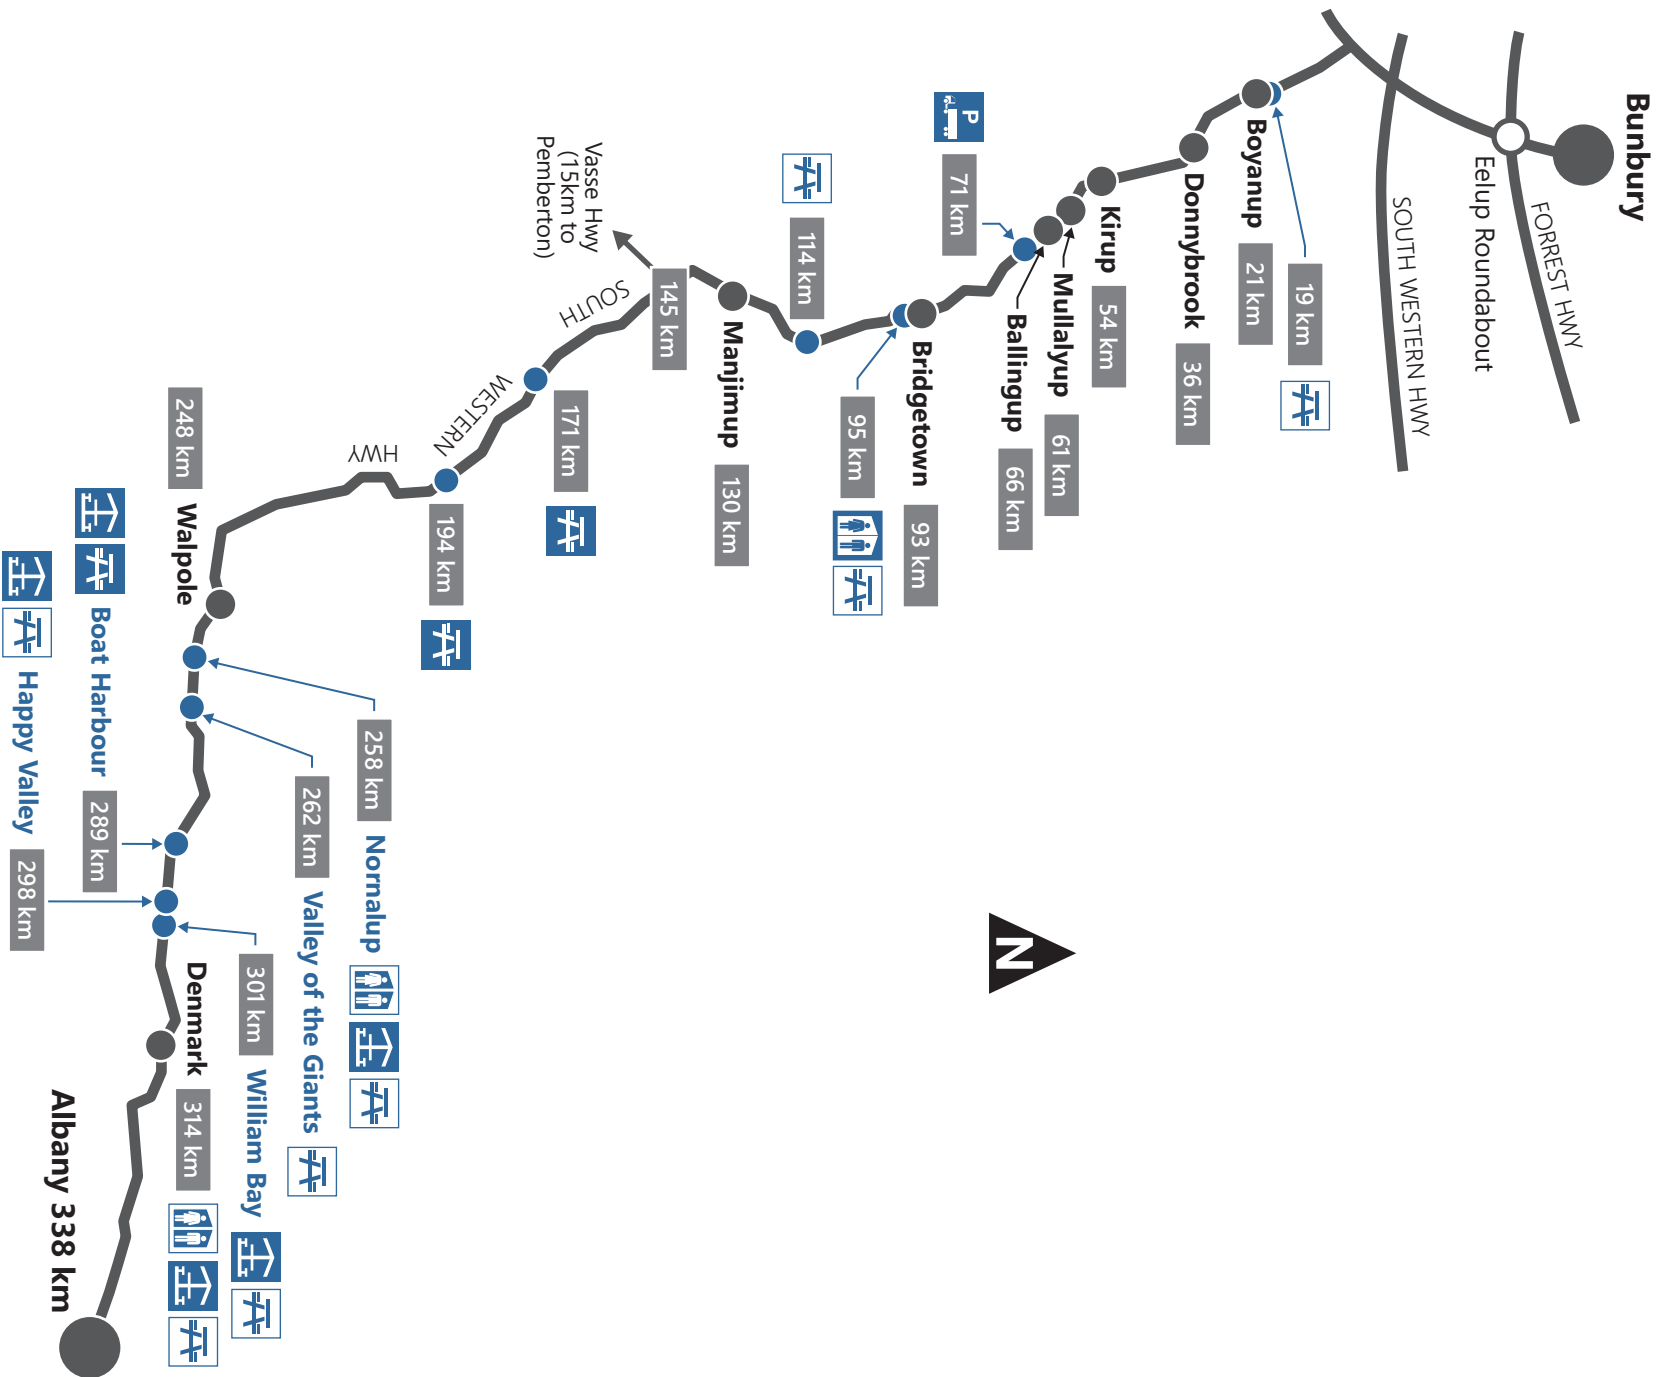 Bunbury
FORREST HWY
Eelup Roundabout
SOUTH WESTERN HWY
19 km
Boyanup
21 km
Donnybrook
36 km
Kirup
54 km
Mullalyup
61 km
Ballingup
66 km
P
71 km
Bridgetown
93 km
95 km
114 km
Manjimup
130 km
145 km
Vasse Hwy
(15km to
Pemberton)
SOUTH
WESTERN
HWY
171 km
194 km
248 km
Walpole
258 km
Nornalup
262 km
Valley of the Giants
Boat Harbour
289 km
Happy Valley
298 km
301 km
William Bay
Denmark
314 km
Albany 338 km
N